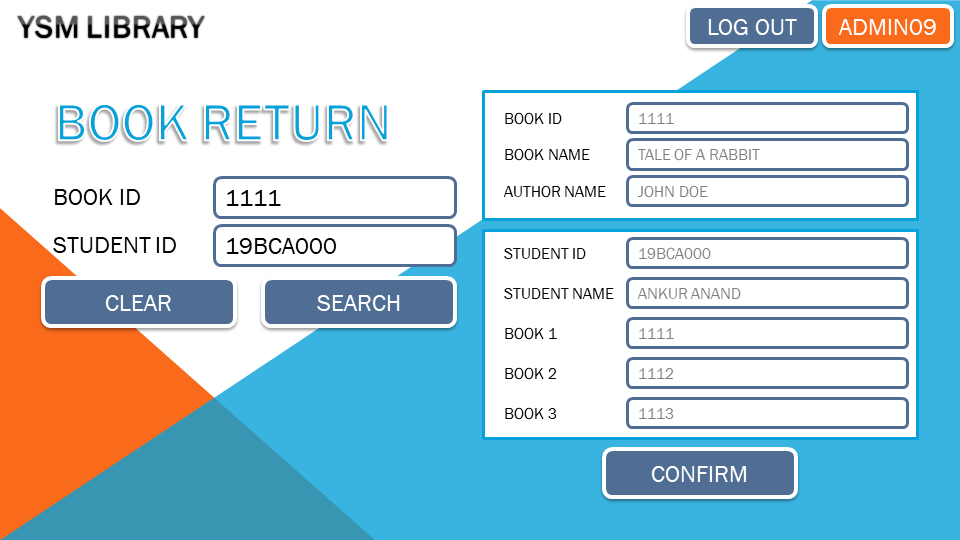 YSM LIBRARY
LOG OUT
ADMIN09
BOOK RETURN
BOOK ID 1111
STUDENT ID 19BCA000
CLEAR
SEARCH
BOOK ID 1111
BOOK NAME TALE OF A RABBIT
AUTHOR NAME JOHN DOE
STUDENT ID 19BCA000
STUDENT NAME ANKUR ANAND
BOOK 1 1111
BOOK 2 1112
BOOK 3 1113
CONFIRM